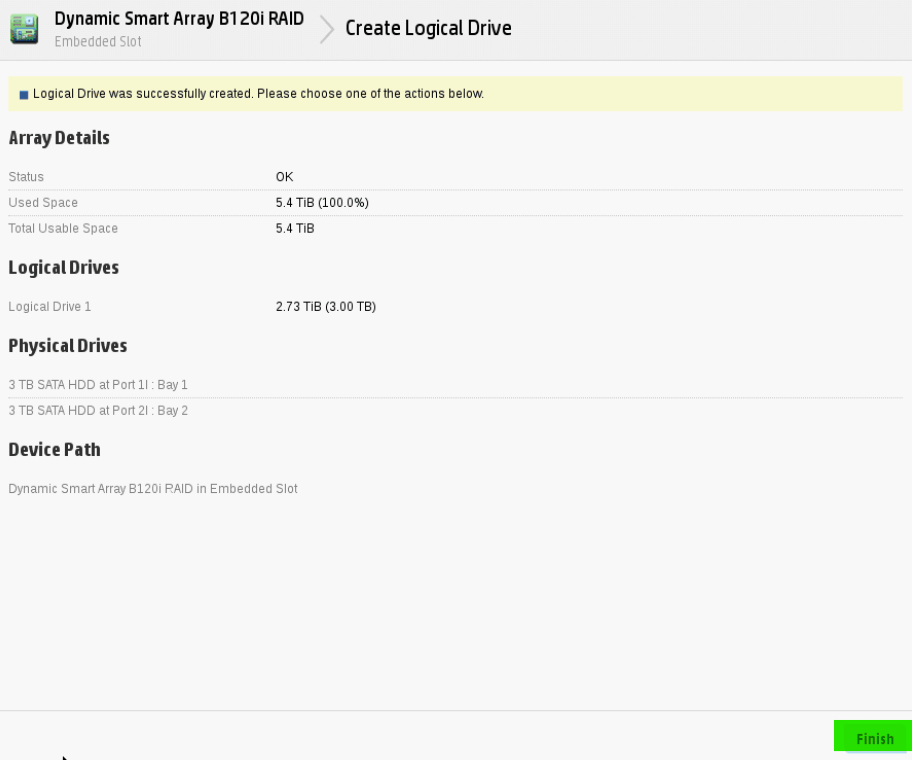 Dynamic Smart Array B120i RAID
Embedded Slot
Create Logical Drive
Logical Drive was successfully created. Please choose one of the actions below.
Array Details
Status OK
Used Space 5.4 TiB (100.0%)
Total Usable Space 5.4 TiB
Logical Drives
Logical Drive 1 2.73 TiB (3.00 TB)
Physical Drives
3 TB SATA HDD at Port 1I : Bay 1
3 TB SATA HDD at Port 2I : Bay 2
Device Path
Dynamic Smart Array B120i RAID in Embedded Slot
Finish